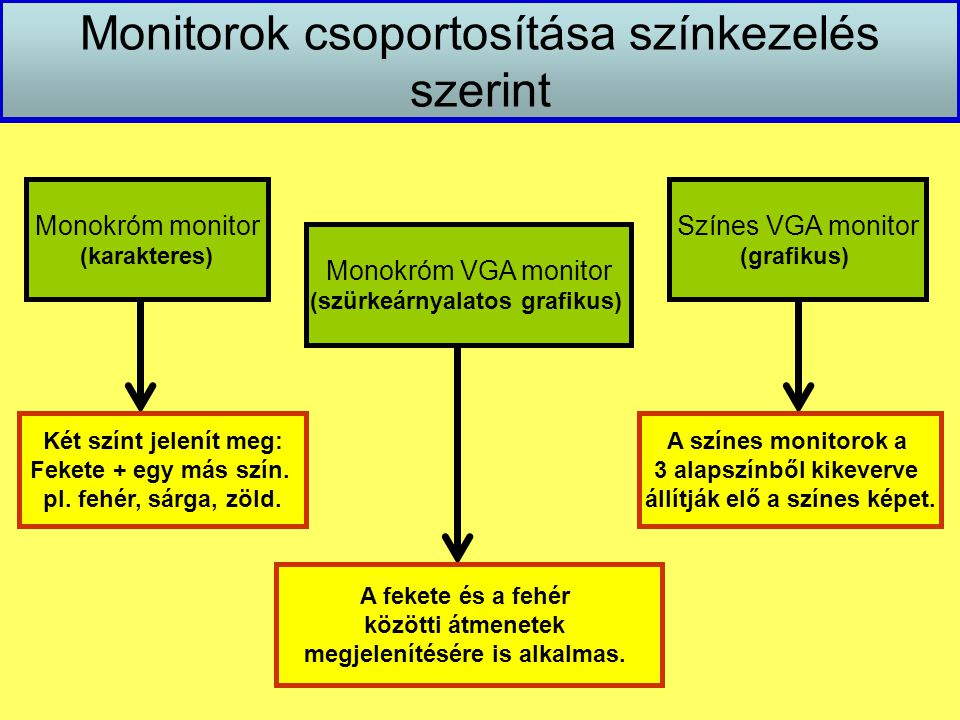 Monitorok csoportosítása színkezelés
szerint
Monokróm monitor
(karakteres)
Monokróm VGA monitor
(szürkeárnyalatos grafikus)
Színes VGA monitor
(grafikus)
Két színt jelenít meg:
Fekete + egy más szín.
pl. fehér, sárga, zöld.
A színes monitorok a
3 alapszínből kikeverve
állítják elő a színes képet.
A fekete és a fehér
közötti átmenetek
megjelenítésére is alkalmas.